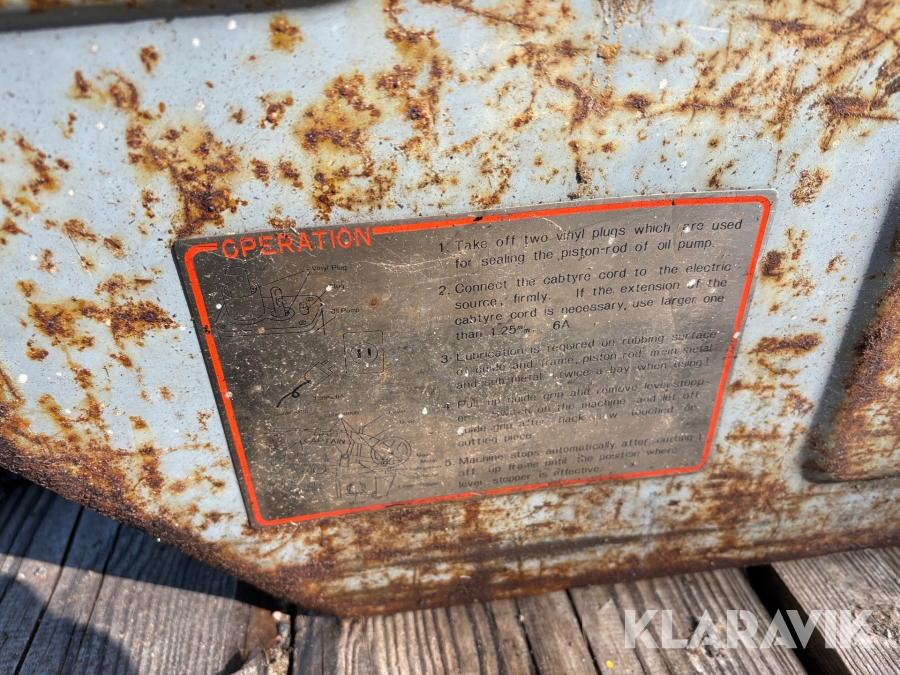 OPERATION
Vinyl Plug
1. Take off two vinyl plugs which are used
for sealing the piston-rod of oil pump.
2. Connect the cabtyre cord to the electric
source, firmly. If the extension of the
cabtyre cord is necessary, use larger one
than 1.25 6A
3. Lubrication is required on rubbing surface
of guide and frame, piston rod, main metal
and sub metal, twice a day when using!
4. Pull up guide grip and remove lever stopp-
er. Switch on the machine and let off
guide grip after hack saw touched on
cutting piece.
5. Machine stops automatically after cutting
off, up frame until the position where
lever stopper is effective.
CAPTAIN
KLARAVIK